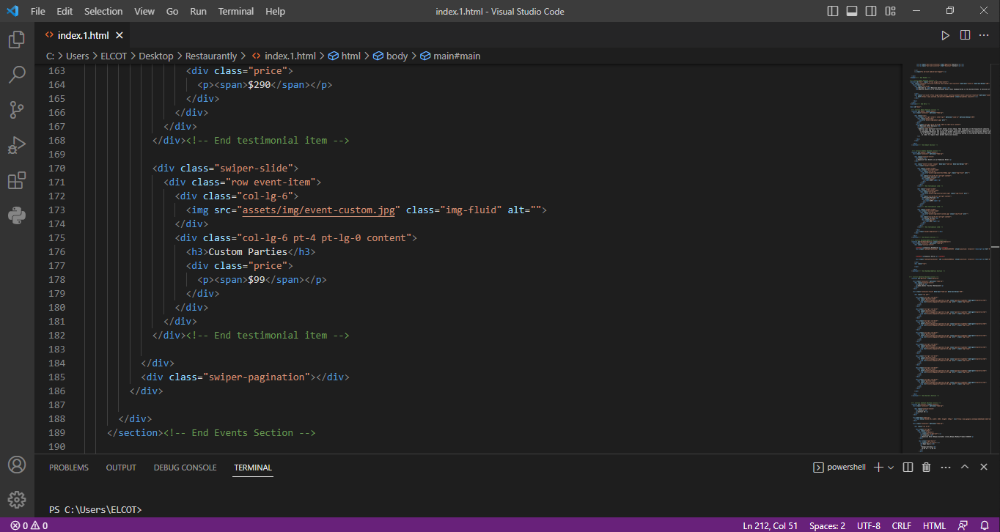 File Edit Selection View Go Run Terminal Help index.1.html - Visual Studio Code
<> index.1.html
C: > Users > ELCOT > Desktop > Restaurantly > <> index.1.html > html > body > main#main
163 <div class="price">
164 <p><span>$290</span></p>
165 </div>
166 </div>
167 </div>
168 </div><!-- End testimonial item -->
169
170 <div class="swiper-slide">
171 <div class="row event-item">
172 <div class="col-lg-6">
173 <img src="assets/img/event-custom.jpg" class="img-fluid" alt="">
174 </div>
175 <div class="col-lg-6 pt-4 pt-lg-0 content">
176 <h3>Custom Parties</h3>
177 <div class="price">
178 <p><span>$99</span></p>
179 </div>
180 </div>
181 </div>
182 </div><!-- End testimonial item -->
183
184 </div>
185 <div class="swiper-pagination"></div>
186 </div>
187
188 </div>
189 </section><!-- End Events Section -->
190
PROBLEMS OUTPUT DEBUG CONSOLE TERMINAL powershell
PS C:\Users\ELCOT>
0 0 Ln 212, Col 51 Spaces: 2 UTF-8 CRLF HTML